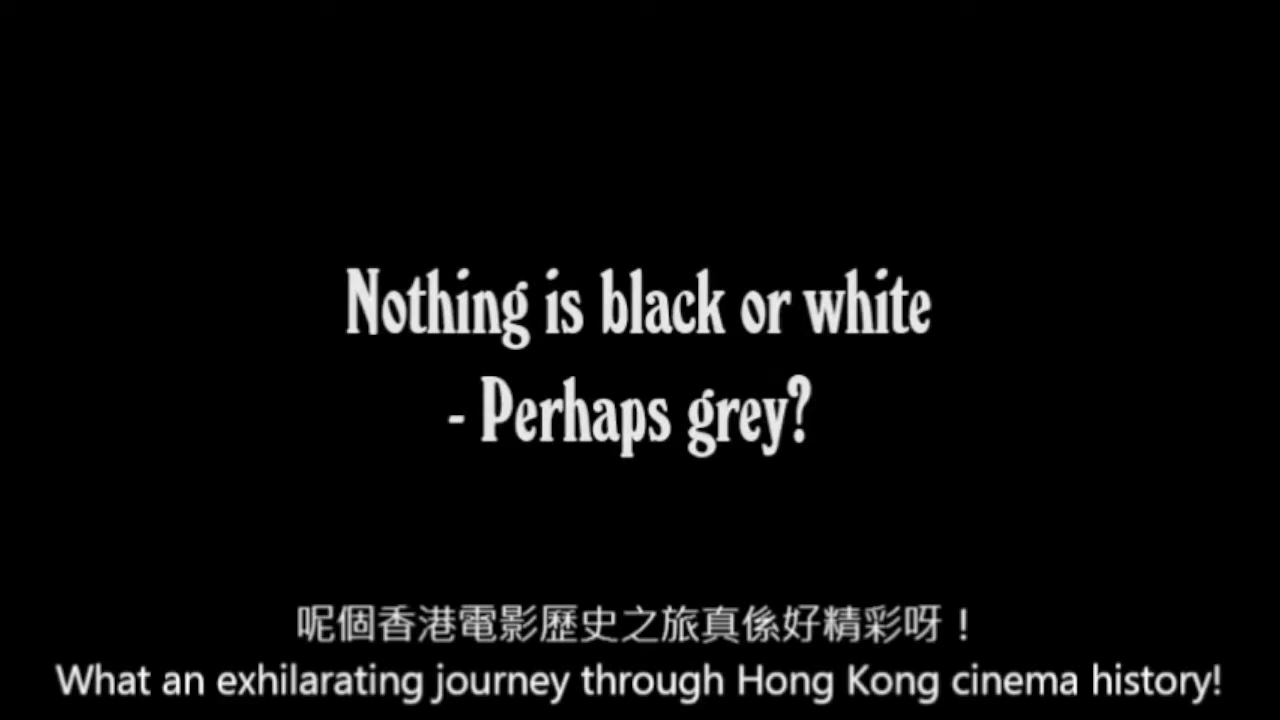 Nothing is black or white
- Perhaps grey?
呢個香港電影歷史之旅真係好精彩呀！
What an exhilarating journey through Hong Kong cinema history!